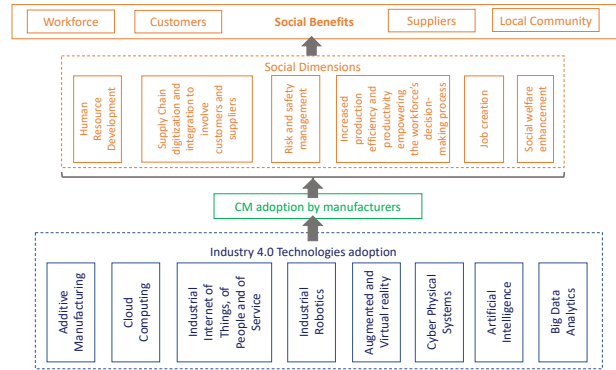 Workforce
Customers
Social Benefits
Suppliers
Local Community
Social Dimensions
Human
Resource
Development
Supply Chain
digitization and
integration to
involve
customers and
suppliers
Risk and safety
management
Increased
production
efficiency and
productivity
empowering
the workforce's
decision-
making process
Job creation
Social welfare
enhancement
CM adoption by manufacturers
Industry 4.0 Technologies adoption
Additive
Manufacturing
Cloud
Computing
Industrial
Internet of
Things, of
People and of
Service
Industrial
Robotics
Augmented and
Virtual reality
Cyber Physical
Systems
Artificial
Intelligence
Big Data
Analytics